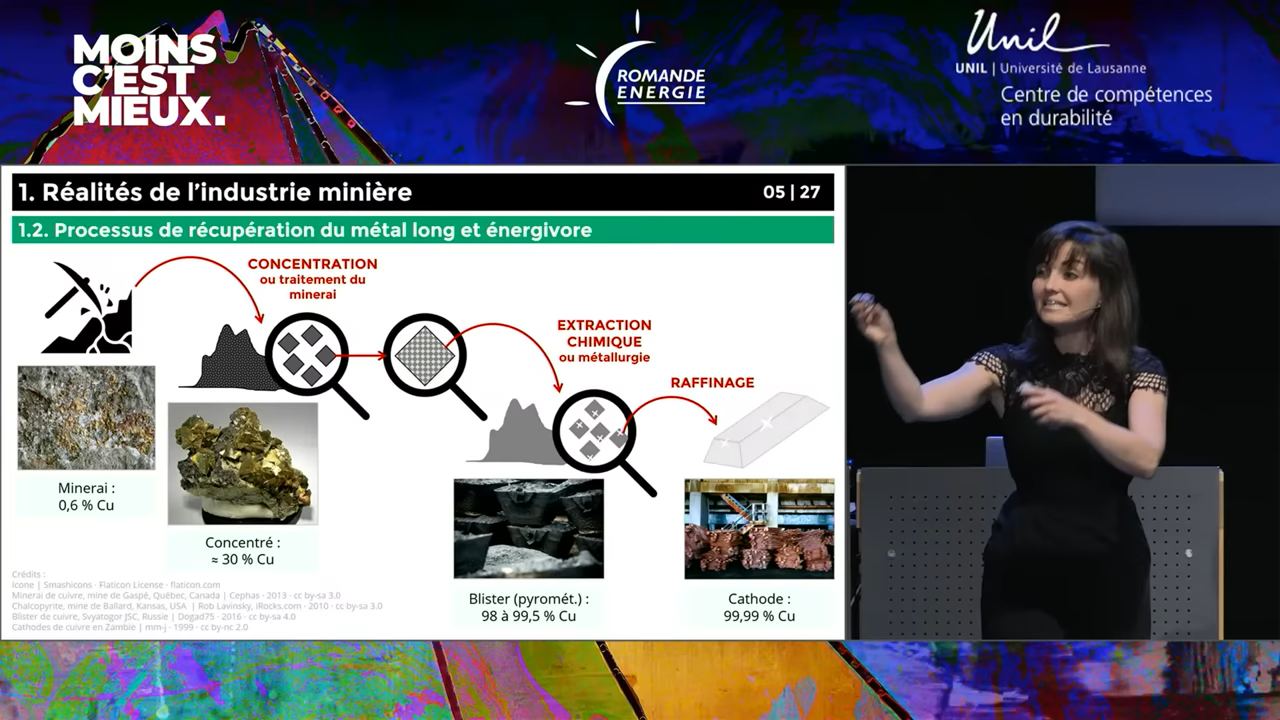 MOINS
C'EST
MIEUX.
ROMANDE
ENERGIE
Unil
UNIL | Université de Lausanne
Centre de compétences
en durabilité
1. Réalités de l'industrie minière
05 | 27
1.2. Processus de récupération du métal long et énergivore
CONCENTRATION
ou traitement du
minerai
EXTRACTION
CHIMIQUE
ou métallurgie
RAFFINAGE
Minerai :
0,6 % Cu
Concentré :
≈ 30 % Cu
Blister (pyromét.) :
98 à 99,5 % Cu
Cathode :
99,99 % Cu
Crédits :
Icone | Smashicons · Flaticon License · flaticon.com
Minerai de cuivre, mine de Gaspé, Québec, Canada | Cephas · 2013 · cc by-sa 3.0
Chalcopyrite, mine de Ballard, Kansas, USA | Rob Lavinsky, iRocks.com · 2010 · cc by-sa 3.0
Blister de cuivre, Svyatogor JSC, Russie | Dogad75 · 2016 · cc by-sa 4.0
Cathodes de cuivre en Zambie | mm-j · 1999 · cc by-nc 2.0